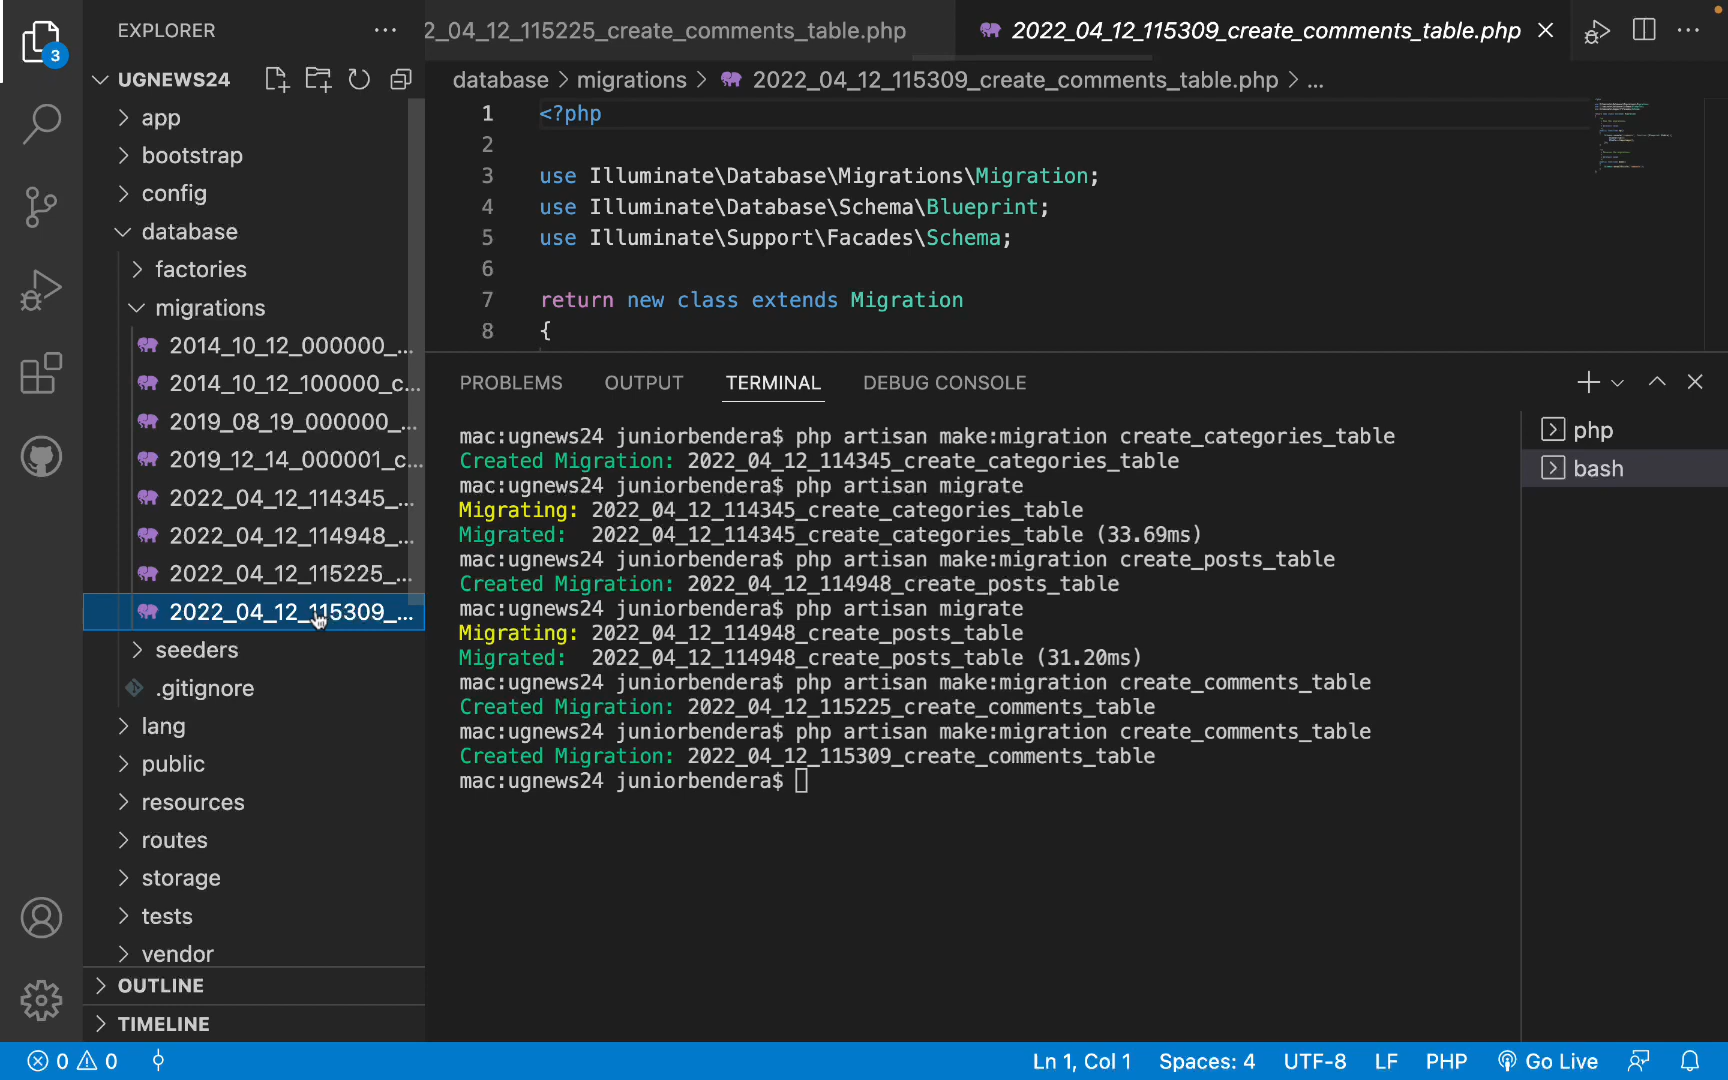 EXPLORER
3
UGNEWS24
app
bootstrap
config
database
factories
migrations
2014_10_12_000000_...
2014_10_12_100000_c...
2019_08_19_000000_...
2019_12_14_000001_c...
2022_04_12_114345_...
2022_04_12_114948_...
2022_04_12_115225_...
2022_04_12_115309_...
seeders
.gitignore
lang
public
resources
routes
storage
tests
vendor
OUTLINE
TIMELINE
2_04_12_115225_create_comments_table.php
2022_04_12_115309_create_comments_table.php
database > migrations > 2022_04_12_115309_create_comments_table.php > ...
1 <?php
2
3 use Illuminate\Database\Migrations\Migration;
4 use Illuminate\Database\Schema\Blueprint;
5 use Illuminate\Support\Facades\Schema;
6
7 return new class extends Migration
8 {
PROBLEMS OUTPUT TERMINAL DEBUG CONSOLE
mac:ugnews24 juniorbendera$ php artisan make:migration create_categories_table
Created Migration: 2022_04_12_114345_create_categories_table
mac:ugnews24 juniorbendera$ php artisan migrate
Migrating: 2022_04_12_114345_create_categories_table
Migrated:  2022_04_12_114345_create_categories_table (33.69ms)
mac:ugnews24 juniorbendera$ php artisan make:migration create_posts_table
Created Migration: 2022_04_12_114948_create_posts_table
mac:ugnews24 juniorbendera$ php artisan migrate
Migrating: 2022_04_12_114948_create_posts_table
Migrated:  2022_04_12_114948_create_posts_table (31.20ms)
mac:ugnews24 juniorbendera$ php artisan make:migration create_comments_table
Created Migration: 2022_04_12_115225_create_comments_table
mac:ugnews24 juniorbendera$ php artisan make:migration create_comments_table
Created Migration: 2022_04_12_115309_create_comments_table
mac:ugnews24 juniorbendera$
php
bash
0 0
Ln 1, Col 1 Spaces: 4 UTF-8 LF PHP Go Live